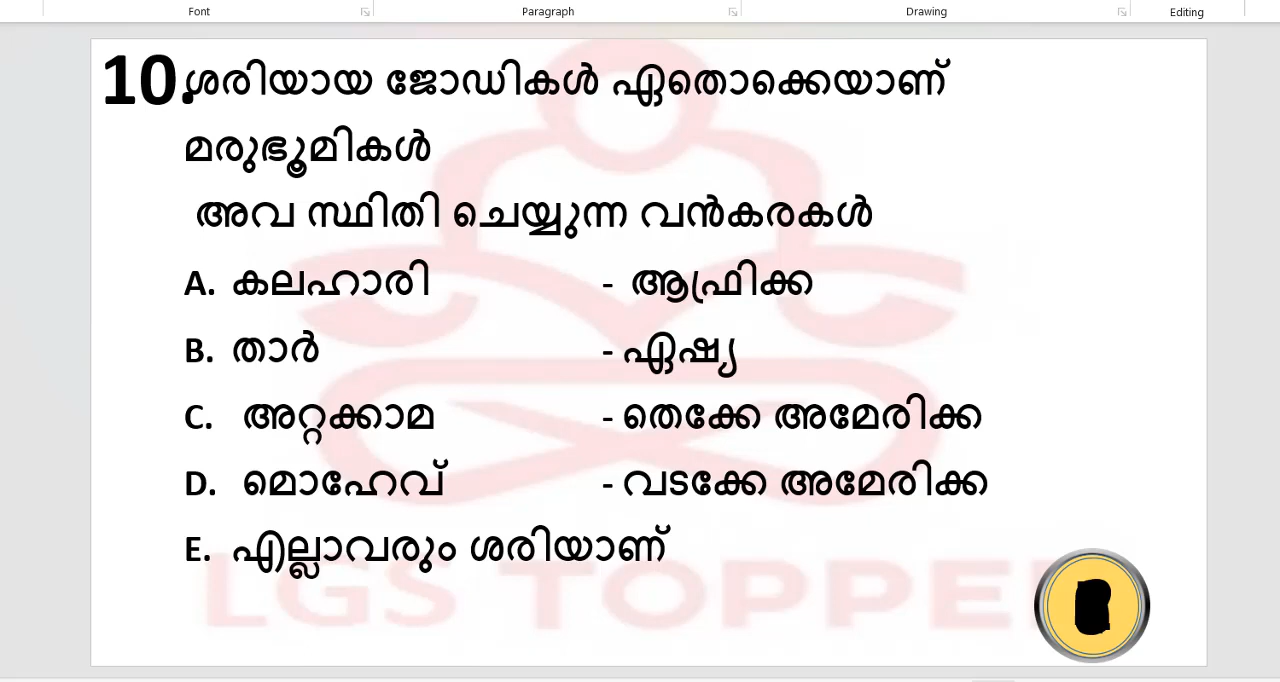 Font Paragraph Drawing Editing
10. ശരിയായ ജോഡികൾ ഏതൊക്കെയാണ്
മരുഭൂമികൾ
അവ സ്ഥിതി ചെയ്യുന്ന വൻകരകൾ
A. കലഹാരി - ആഫ്രിക്ക
B. താർ - ഏഷ്യ
C. അറ്റക്കാമ - തെക്കേ അമേരിക്ക
D. മൊഹേവ് - വടക്കേ അമേരിക്ക
E. എല്ലാവരും ശരിയാണ്
LGS TOPPER